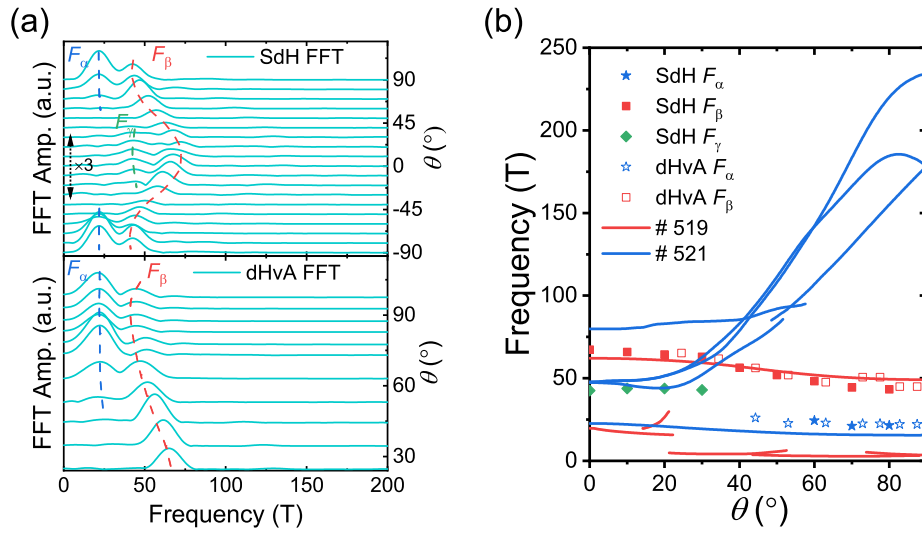 (a)
Fα
Fβ
SdH FFT
Fγ
×3
FFT Amp. (a.u.)
90
45
0
-45
-90
θ (°)
Fα
Fβ
dHvA FFT
FFT Amp. (a.u.)
90
60
30
θ (°)
0 50 100 150 200
Frequency (T)
(b)
250
200
150
100
50
0
Frequency (T)
SdH Fα
SdH Fβ
SdH Fγ
dHvA Fα
dHvA Fβ
# 519
# 521
0 20 40 60 80
θ (°)